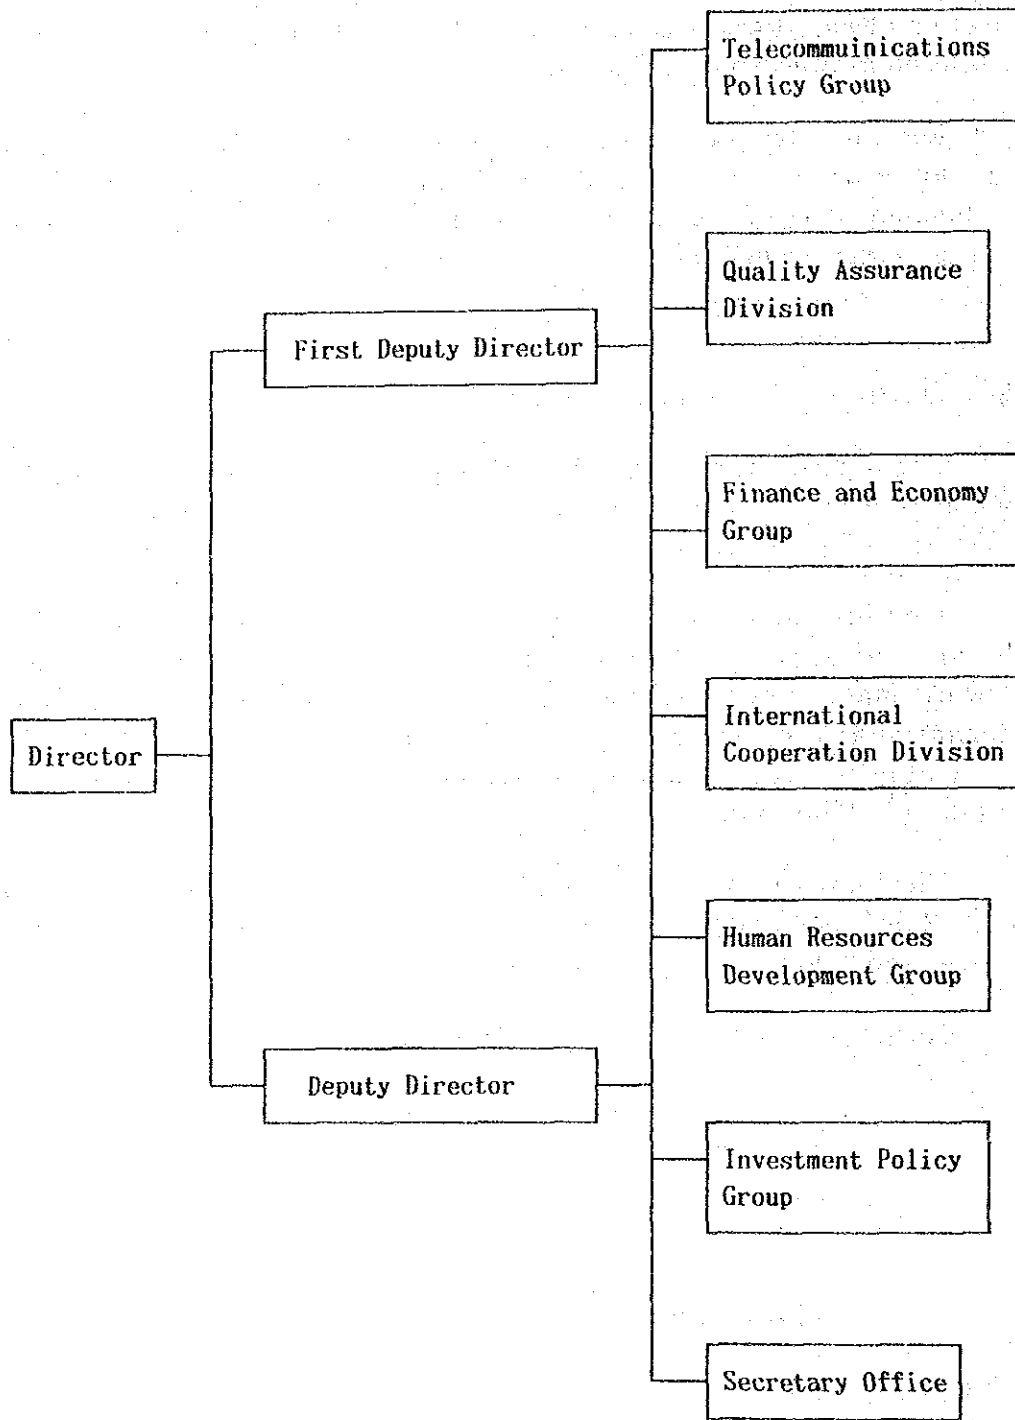 Telecommuinications
Policy Group
Quality Assurance
Division
First Deputy Director
Finance and Economy
Group
International
Cooperation Division
Director
Human Resources
Development Group
Deputy Director
Investment Policy
Group
Secretary Office